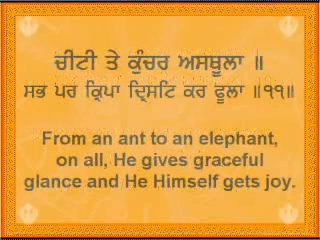 ਚੀਟੀ ਤੇ ਕੁੰਚਰ ਅਸਥੂਲਾ ॥
ਸਭ ਪਰ ਕ੍ਰਿਪਾ ਦ੍ਰਿਸਟਿ ਕਰ ਫੂਲਾ ॥੧੧॥
From an ant to an elephant,
on all, He gives graceful
glance and He Himself gets joy.